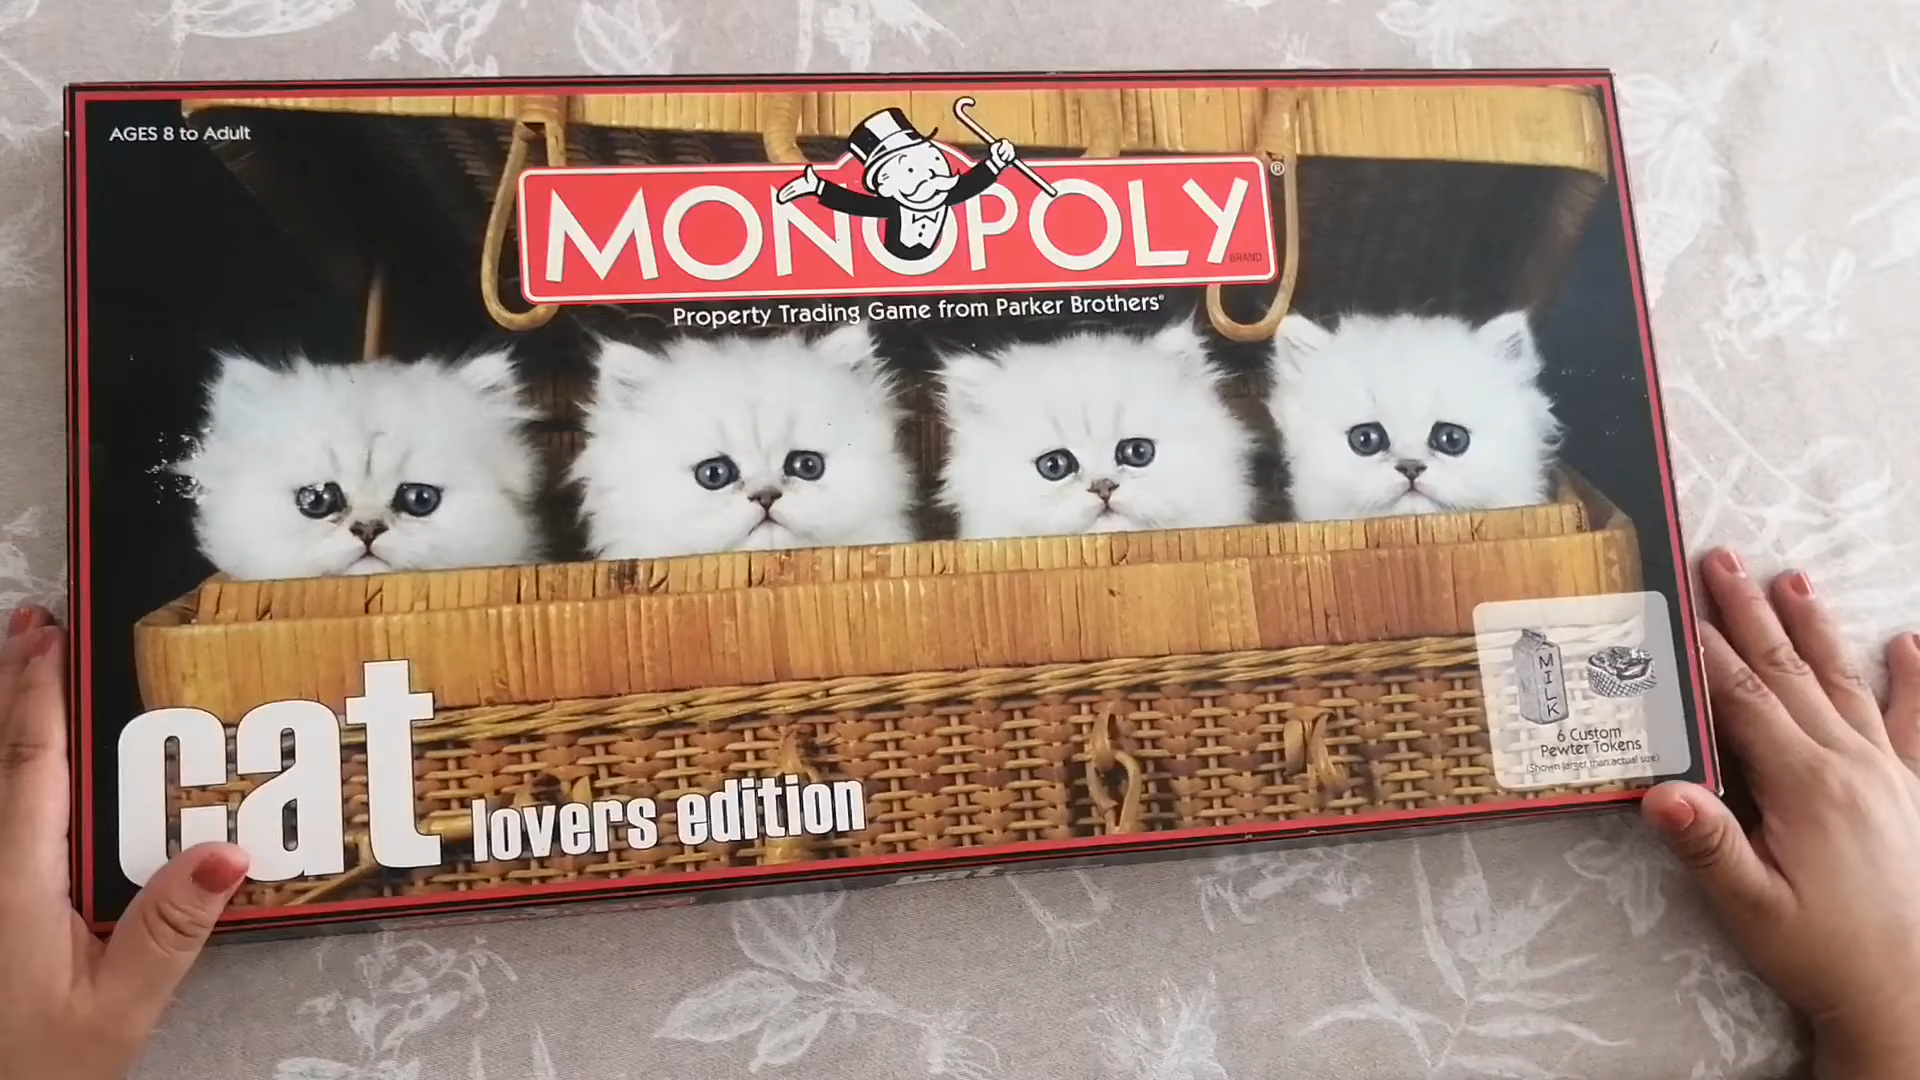 AGES 8 to Adult
MONOPOLY®
BRAND
Property Trading Game from Parker Brothers®
MILK
6 Custom
Pewter Tokens
(Shown larger than actual size)
cat lovers edition
cat